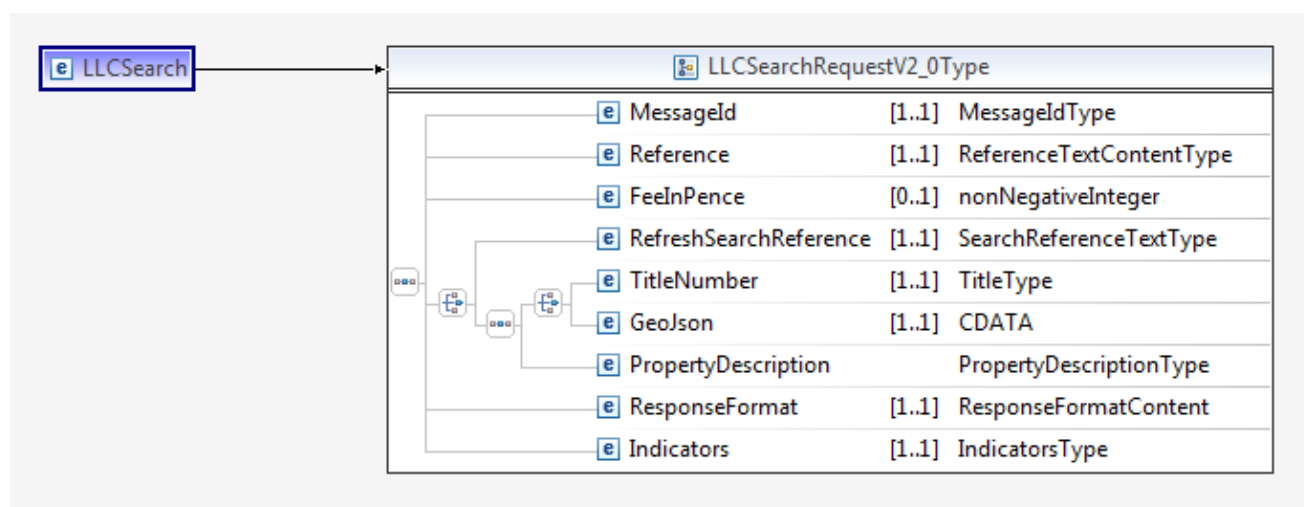 e LLCSearch
LLCSearchRequestV2_0Type
e MessageId [1..1] MessageIdType
e Reference [1..1] ReferenceTextContentType
e FeeInPence [0..1] nonNegativeInteger
e RefreshSearchReference [1..1] SearchReferenceTextType
e TitleNumber [1..1] TitleType
e GeoJson [1..1] CDATA
e PropertyDescription PropertyDescriptionType
e ResponseFormat [1..1] ResponseFormatContent
e Indicators [1..1] IndicatorsType